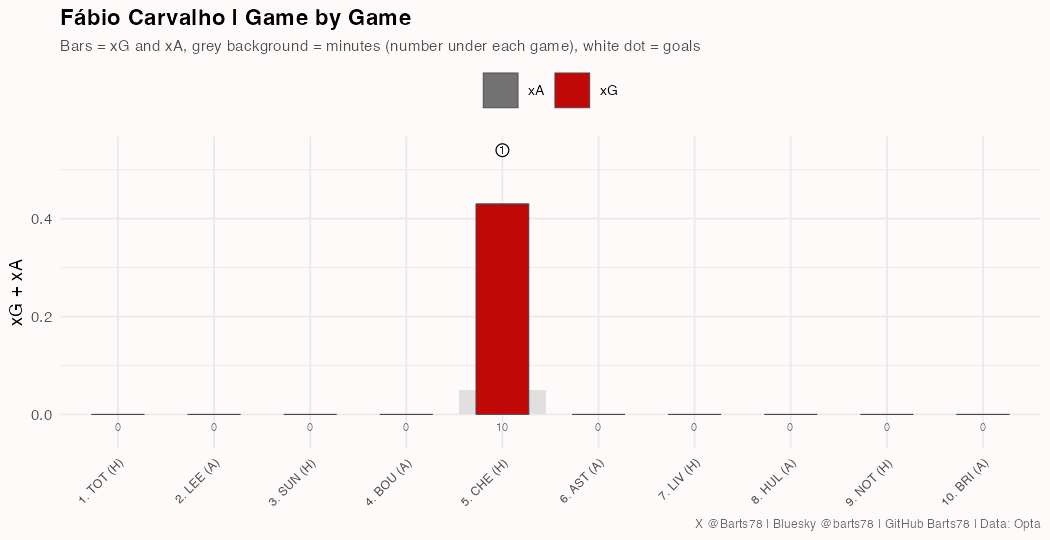 Fábio Carvalho | Game by Game
Bars = xG and xA, grey background = minutes (number under each game), white dot = goals
xA xG
1
xG + xA
0.4
0.2
0.0
0 0 0 0 10 0 0 0 0 0
1. TOT (H) 2. LEE (A) 3. SUN (H) 4. BOU (A) 5. CHE (H) 6. AST (A) 7. LIV (H) 8. HUL (A) 9. NOT (H) 10. BRI (A)
X @Barts78 | Bluesky @barts78 | GitHub Barts78 | Data: Opta